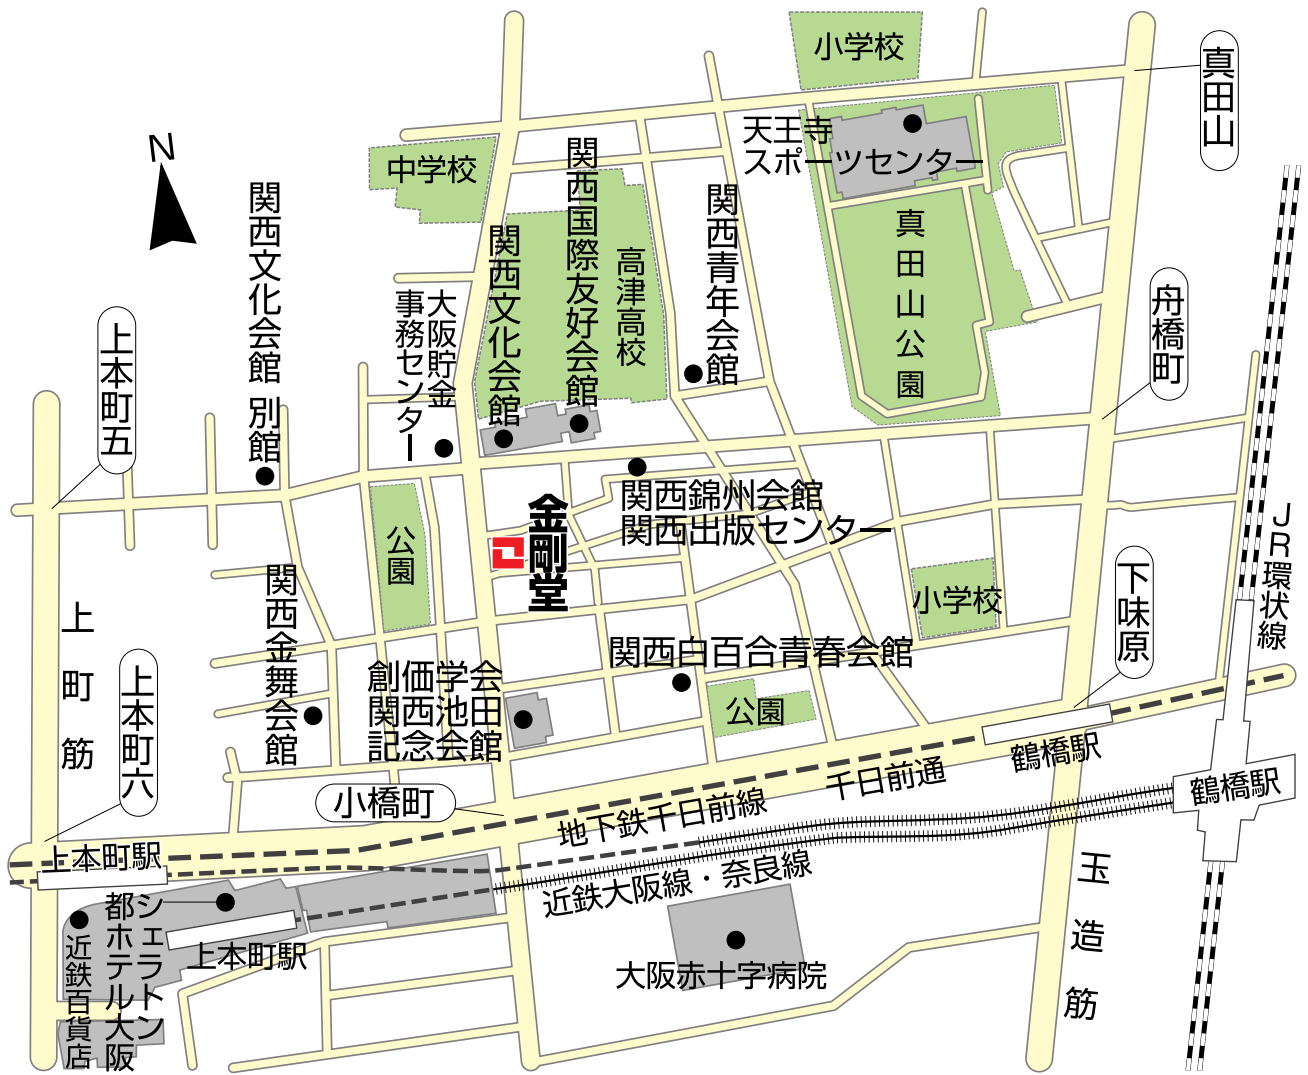 小学校
真田山
天王寺
スポーツセンター
N
中学校
関西国際友好会館
関西文化会館 別館
関西青年会館
真田山公園
関西文化会館
高津高校
大阪貯金
事務センター
舟橋町
上本町五
関西錦州会館
関西出版センター
金剛堂
公園
JR環状線
下味原
小学校
関西金舞会館
上町筋
関西白百合青春会館
上本町六
創価学会
関西池田
記念会館
公園
鶴橋駅
鶴橋駅
小橋町
千日前通
地下鉄千日前線
上本町駅
近鉄大阪線・奈良線
玉造筋
シェラトン
都ホテル大阪
近鉄百貨店
上本町駅
大阪赤十字病院